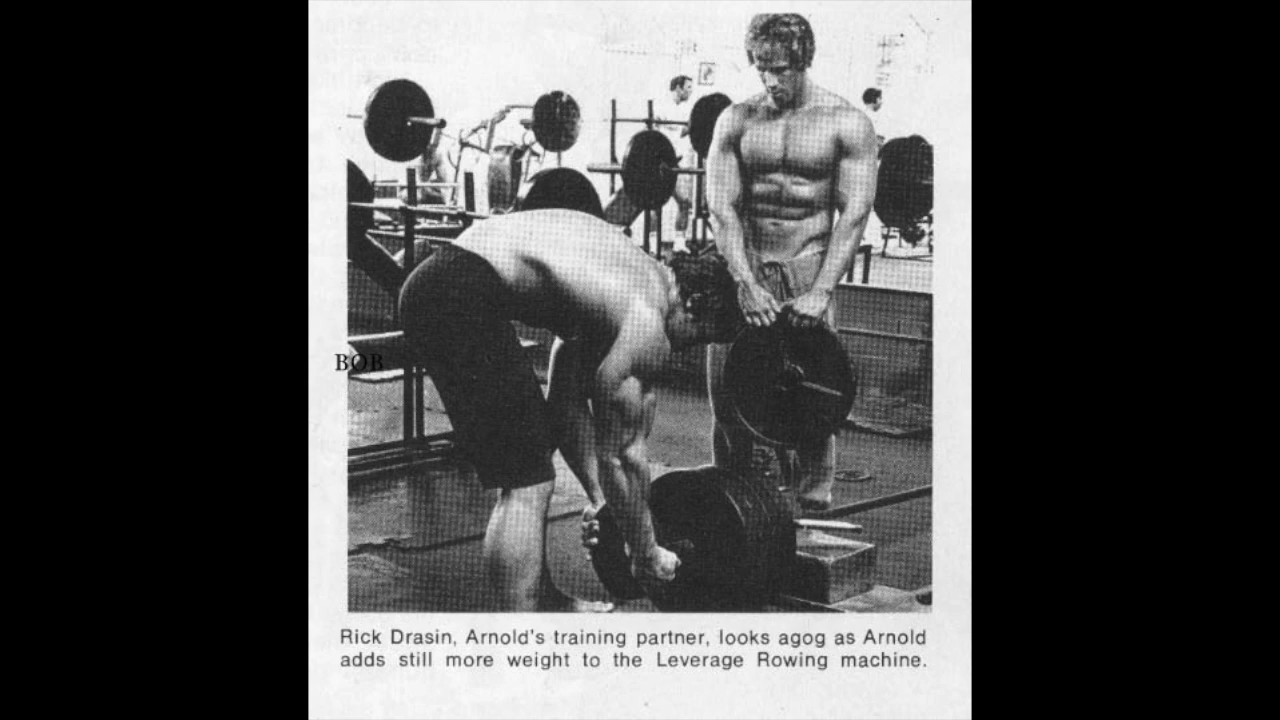 BOB
Rick Drasin, Arnold's training partner, looks agog as Arnold
adds still more weight to the Leverage Rowing machine.